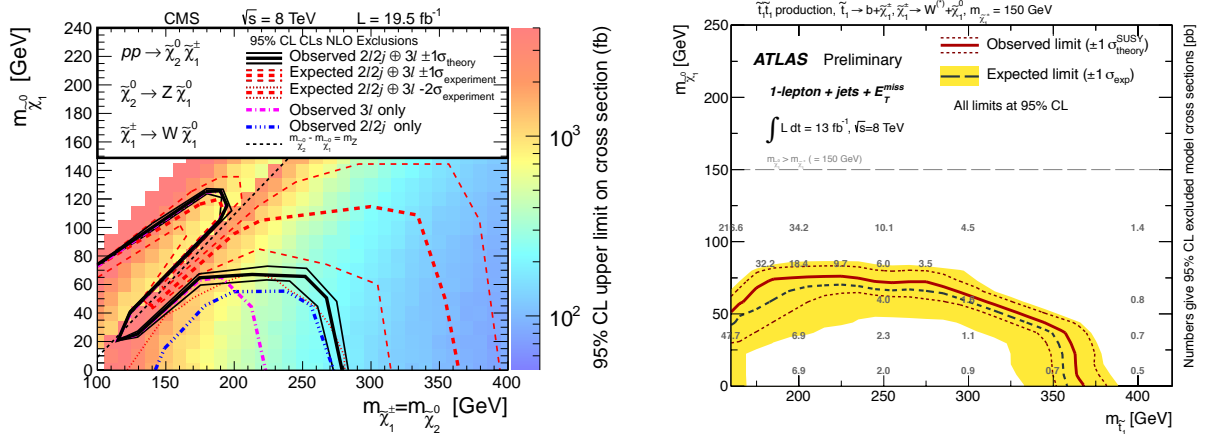 CMS √s = 8 TeV L = 19.5 fb⁻¹
pp → χ̃⁰₂ χ̃±₁
χ̃⁰₂ → Z χ̃⁰₁
χ̃±₁ → W χ̃⁰₁
95% CL CLs NLO Exclusions
Observed 2l2j ⊕ 3l ±1σtheory
Expected 2l2j ⊕ 3l ±1σexperiment
Expected 2l2j ⊕ 3l -2σexperiment
Observed 3l only
Observed 2l2j only
mχ̃⁰₂ - mχ̃⁰₁ = mZ
mχ̃⁰₁ [GeV]
240
220
200
180
160
140
120
100
80
60
40
20
0
100 150 200 250 300 350 400
mχ̃±₁=mχ̃⁰₂ [GeV]
10³
10²
95% CL upper limit on cross section (fb)
t̃₁t̃₁ production, t̃₁→ b+χ̃±₁, χ̃±₁→ W⁽*⁾+χ̃⁰₁, mχ̃±₁ = 150 GeV
ATLAS Preliminary
1-lepton + jets + ETmiss
∫ L dt = 13 fb⁻¹, √s=8 TeV
Observed limit (±1 σSUSYtheory)
Expected limit (±1 σexp)
All limits at 95% CL
mχ̃⁰₁ > mχ̃±₁ ( = 150 GeV)
mχ̃⁰₁ [GeV]
250
200
150
100
50
0
34.2 10.1 4.5 1.4
32.2 18.4 9.7 6.0 3.5
4.0 0.8
47.7 6.9 2.3 1.1 0.7
6.9 2.0 0.9 0.7 0.5
200 250 300 350 400
mt̃₁ [GeV]
Numbers give 95% CL excluded model cross sections [pb]